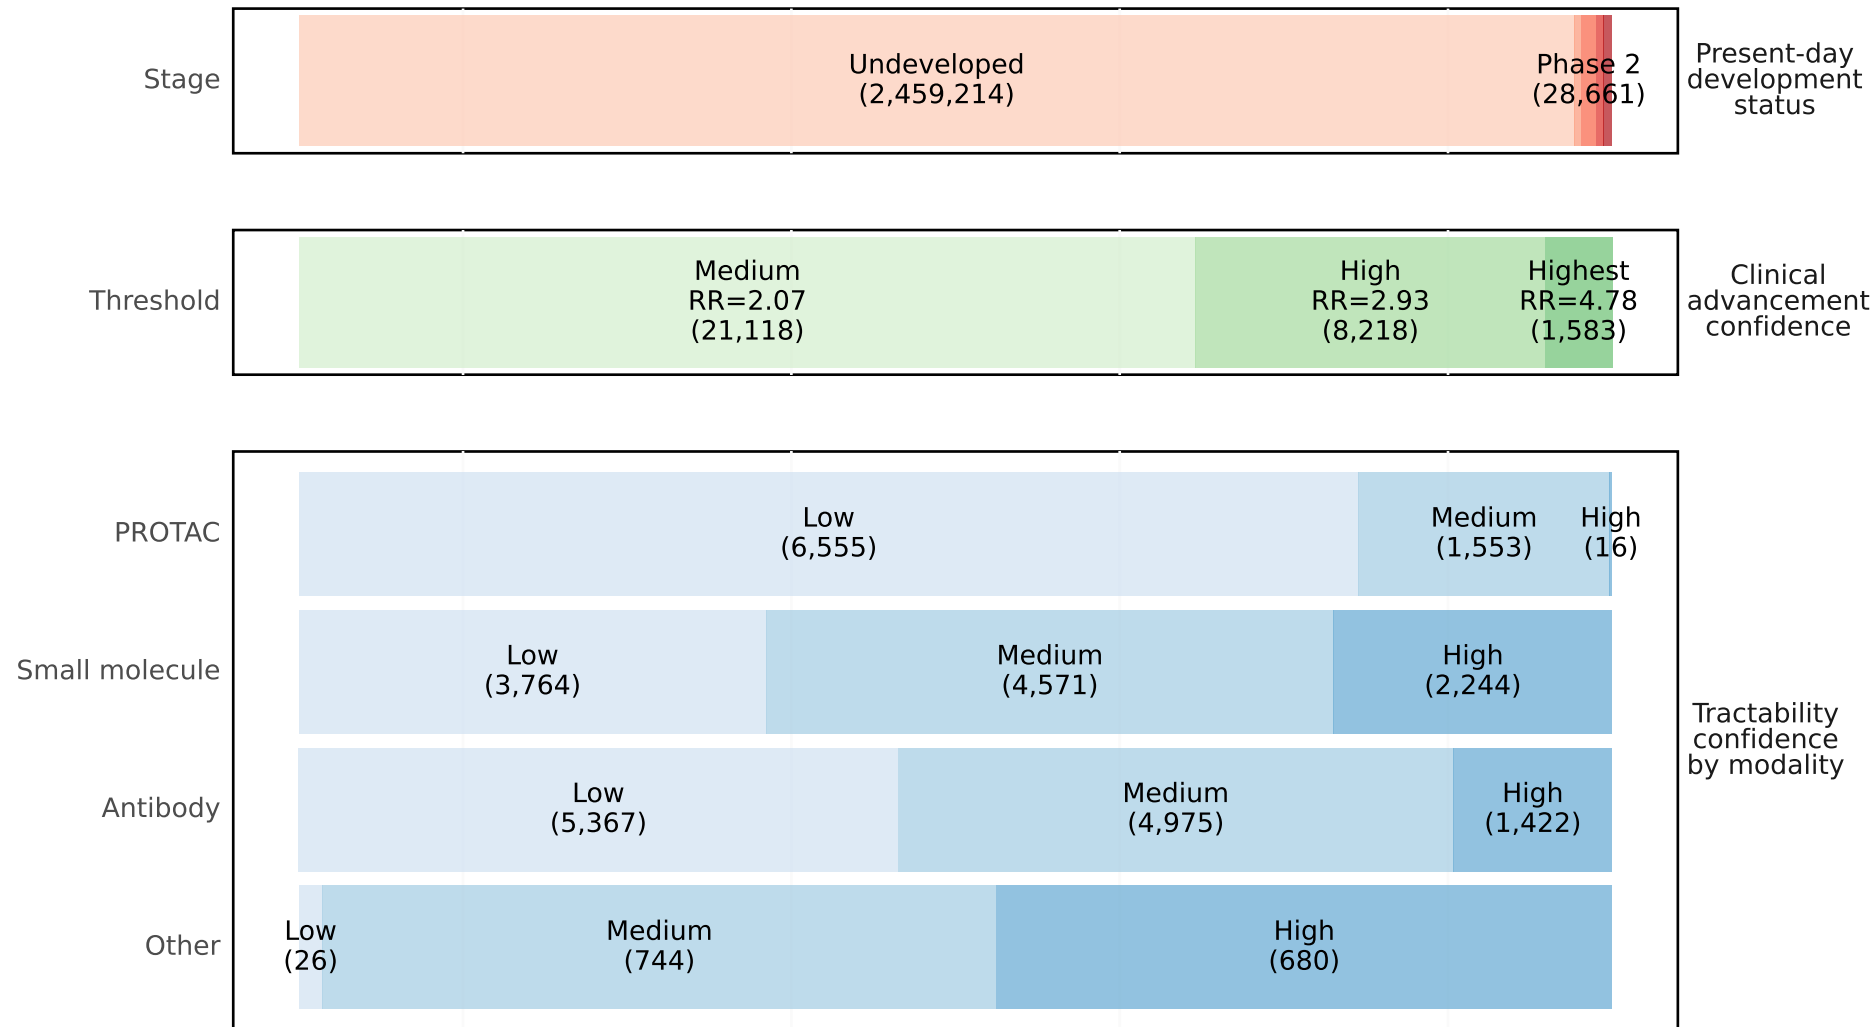 Stage
Undeveloped
(2,459,214)
Phase 2
(28,661)
Present-day
development
status
Threshold
Medium
RR=2.07
(21,118)
High
RR=2.93
(8,218)
Highest
RR=4.78
(1,583)
Clinical
advancement
confidence
PROTAC
Low
(6,555)
Medium
(1,553)
High
(16)
Small molecule
Low
(3,764)
Medium
(4,571)
High
(2,244)
Tractability
confidence
by modality
Antibody
Low
(5,367)
Medium
(4,975)
High
(1,422)
Other
Low
(26)
Medium
(744)
High
(680)